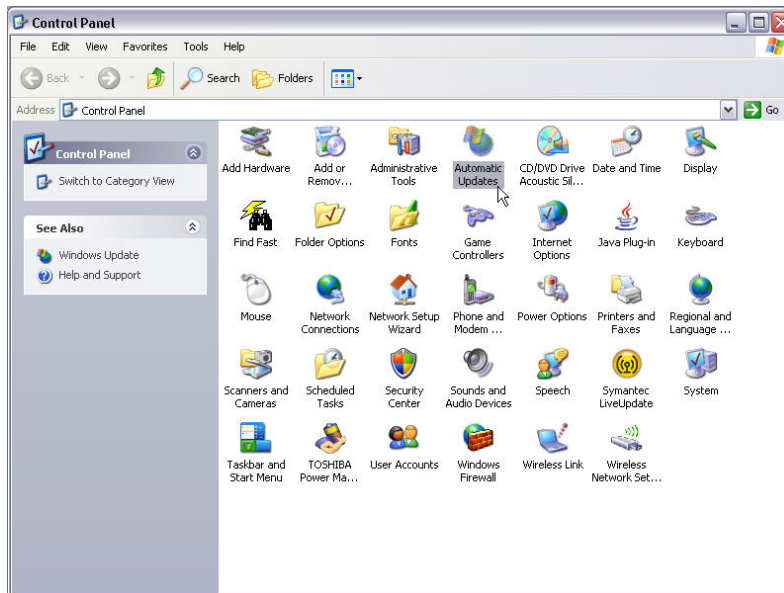 Control Panel
File Edit View Favorites Tools Help
Back Search Folders
Address Control Panel Go
Control Panel
Switch to Category View
See Also
Windows Update
Help and Support
Add Hardware Add or Administrative Automatic CD/DVD Drive Date and Time Display
Remov... Tools Updates Acoustic Sil...
Find Fast Folder Options Fonts Game Internet Java Plug-in Keyboard
Controllers Options
Mouse Network Network Setup Phone and Power Options Printers and Regional and
Connections Wizard Modem ... Faxes Language ...
Scanners and Scheduled Security Sounds and Speech Symantec System
Cameras Tasks Center Audio Devices LiveUpdate
Taskbar and TOSHIBA User Accounts Windows Wireless Link Wireless
Start Menu Power Ma... Firewall Network Set...